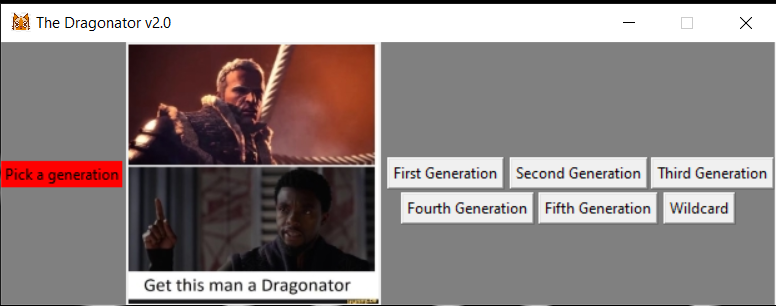 The Dragonator v2.0
Pick a generation
Get this man a Dragonator
First Generation Second Generation Third Generation
Fourth Generation Fifth Generation Wildcard